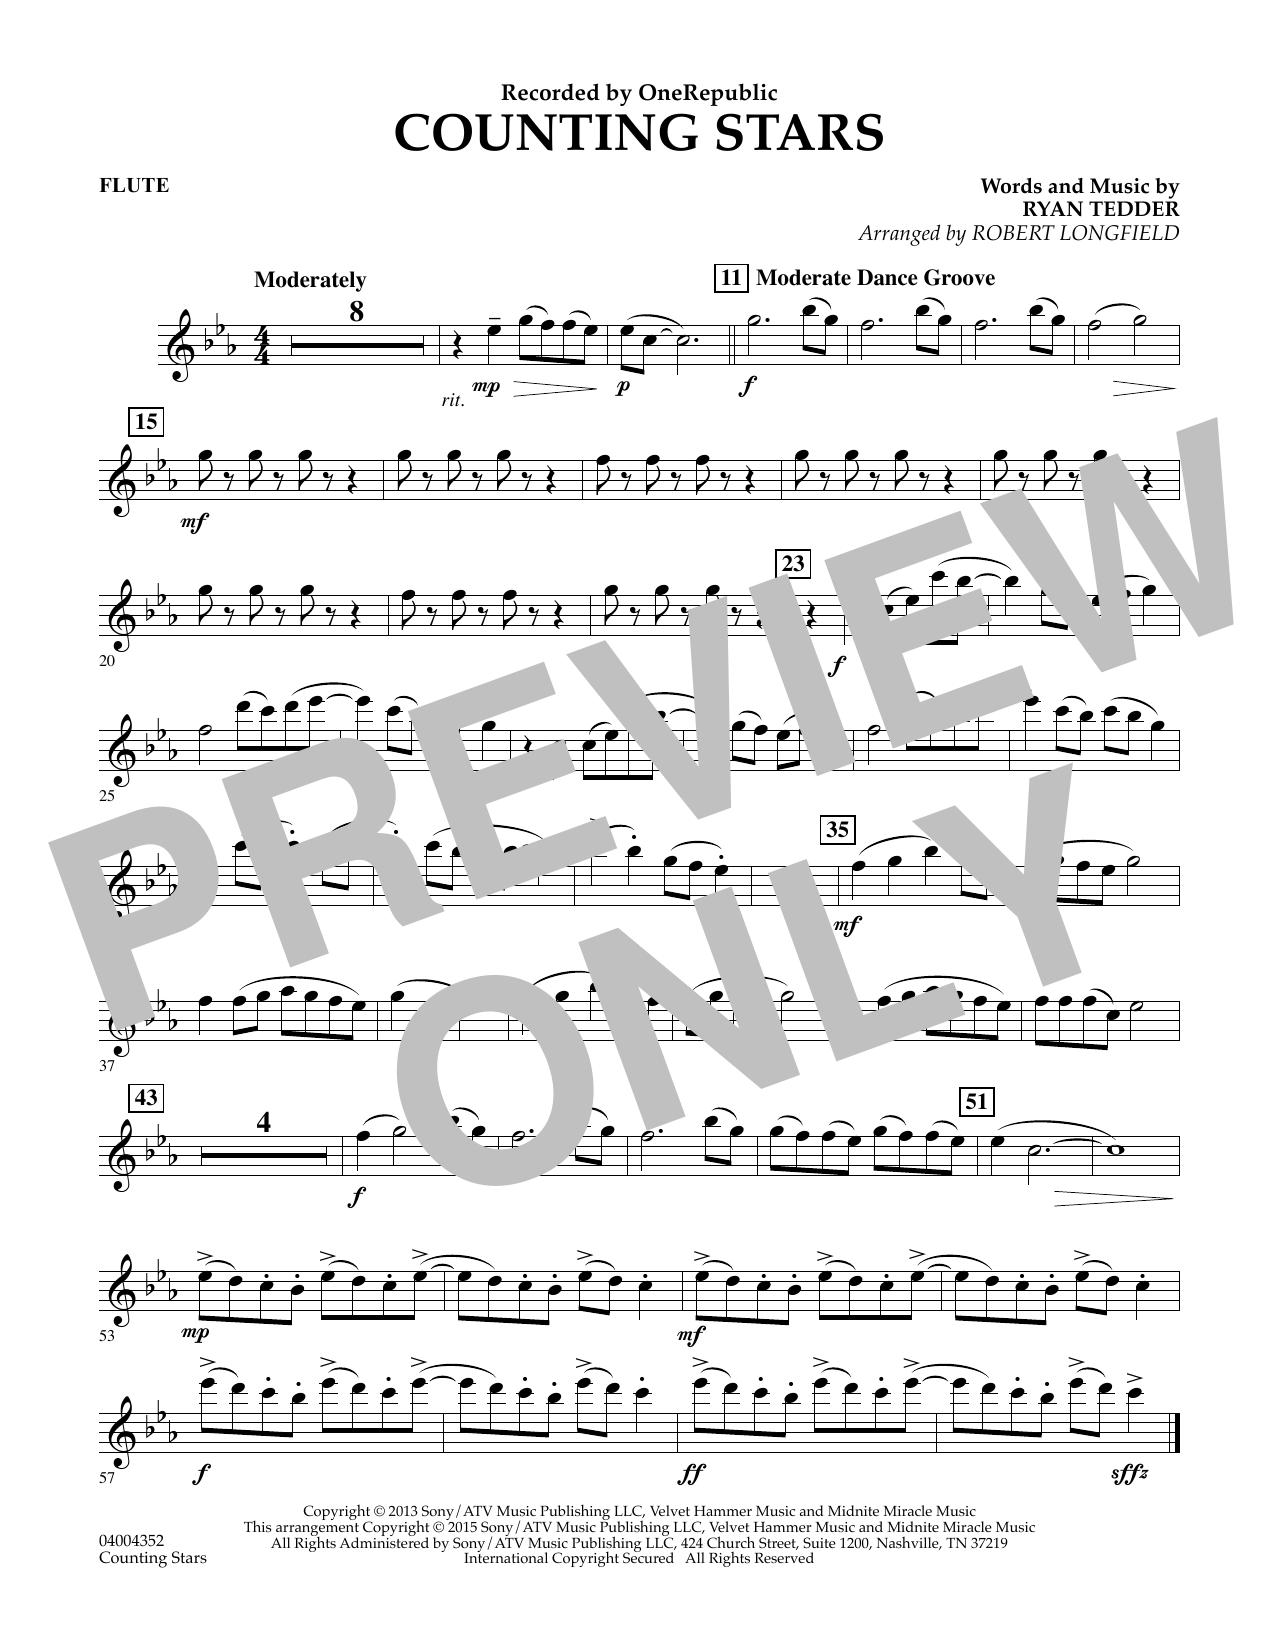 Recorded by OneRepublic
COUNTING STARS
FLUTE
Words and Music by
RYAN TEDDER
Arranged by ROBERT LONGFIELD
Moderately
11 Moderate Dance Groove
8
rit. mp p f
15
mf
23
20 f
25
35
mf
37
43
51
4
f
53 mp mf
57 f ff sffz
PREVIEW
ONLY
Copyright © 2013 Sony/ATV Music Publishing LLC, Velvet Hammer Music and Midnite Miracle Music
This arrangement Copyright © 2015 Sony/ATV Music Publishing LLC, Velvet Hammer Music and Midnite Miracle Music
All Rights Administered by Sony/ATV Music Publishing LLC, 424 Church Street, Suite 1200, Nashville, TN 37219
International Copyright Secured All Rights Reserved
04004352
Counting Stars